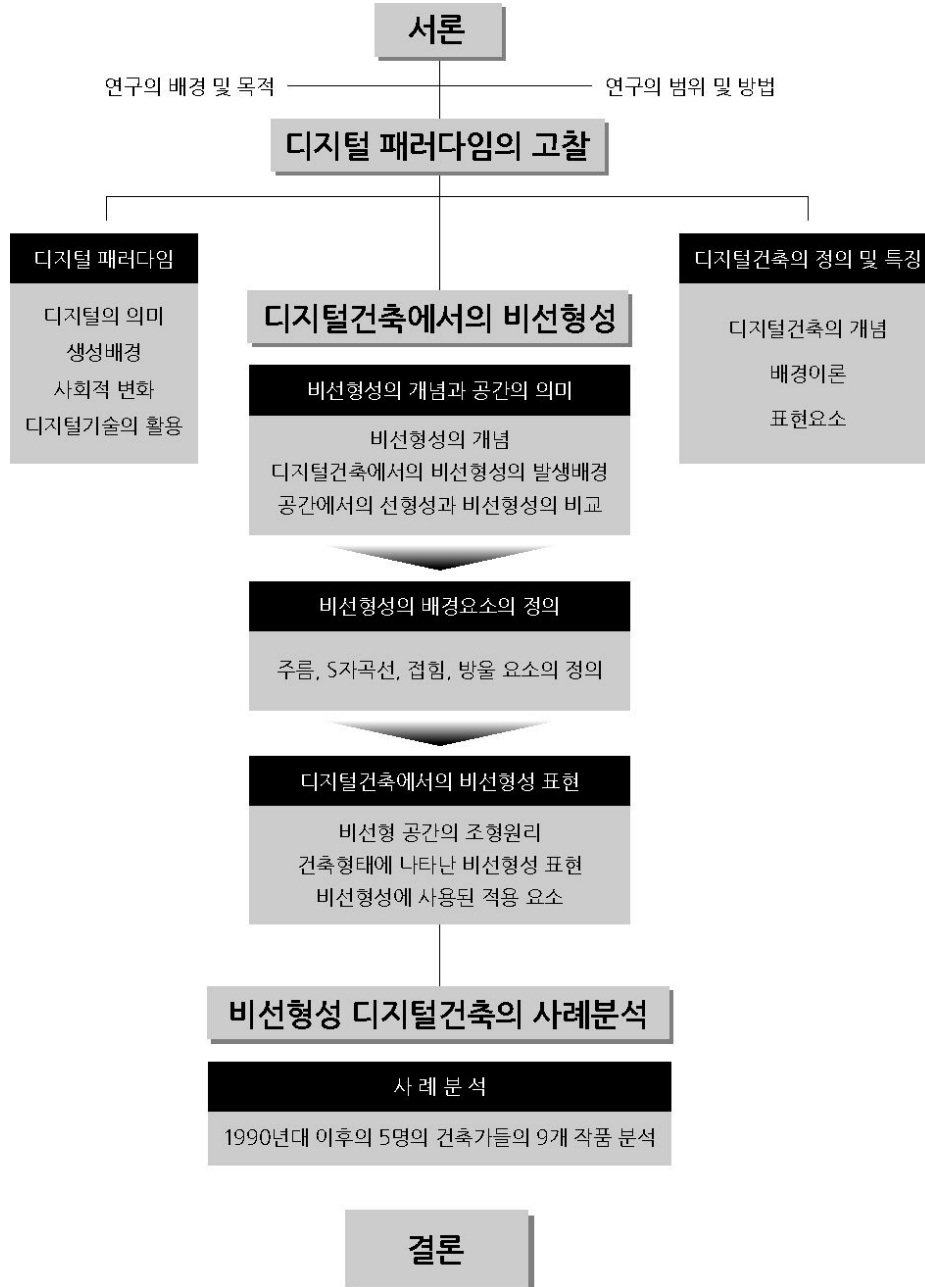 서론
연구의 배경 및 목적
연구의 범위 및 방법
디지털 패러다임의 고찰
디지털 패러다임
디지털의 의미
생성배경
사회적 변화
디지털기술의 활용
디지털건축의 정의 및 특징
디지털건축의 개념
배경이론
표현요소
디지털건축에서의 비선형성
비선형성의 개념과 공간의 의미
비선형성의 개념
디지털건축에서의 비선형성의 발생배경
공간에서의 선형성과 비선형성의 비교
비선형성의 배경요소의 정의
주름, S자곡선, 접힘, 방울 요소의 정의
디지털건축에서의 비선형성 표현
비선형 공간의 조형원리
건축형태에 나타난 비선형성 표현
비선형성에 사용된 적용 요소
비선형성 디지털건축의 사례분석
사 례 분 석
1990년대 이후의 5명의 건축가들의 9개 작품 분석
결론